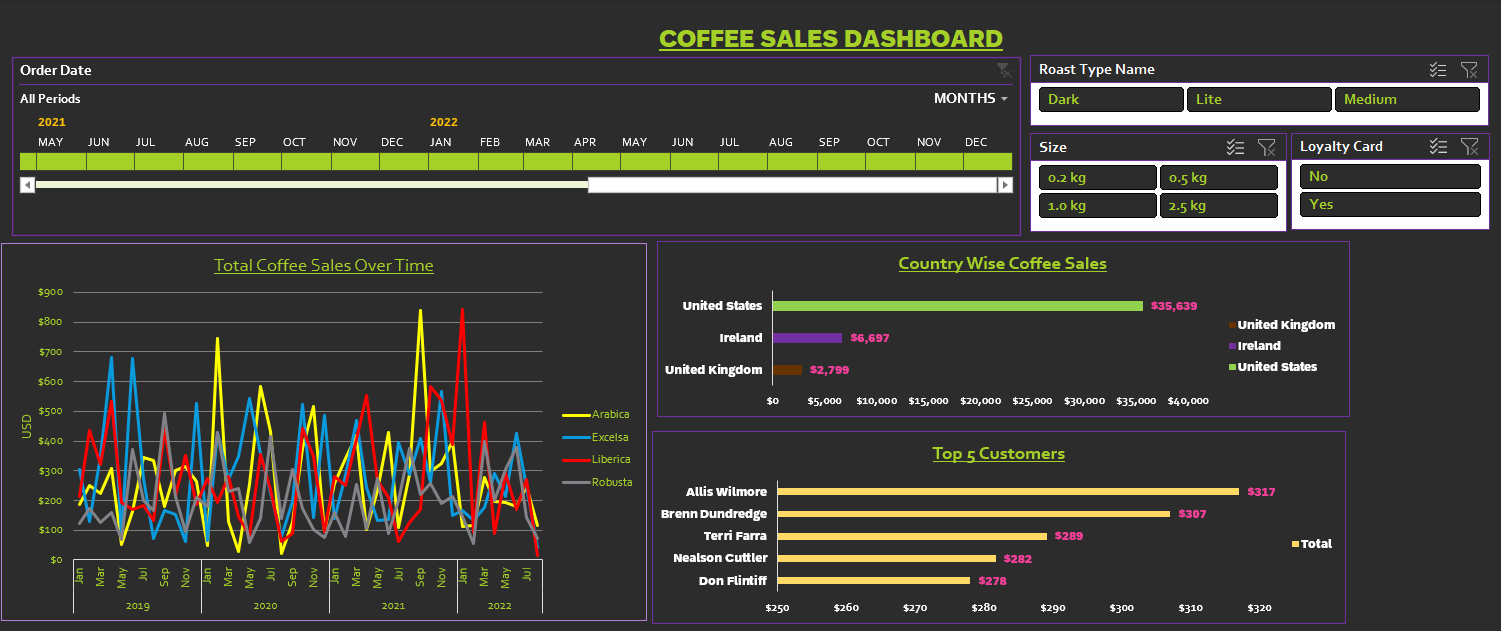 COFFEE SALES DASHBOARD
Order Date
All Periods
MONTHS
2021 2022
MAY JUN JUL AUG SEP OCT NOV DEC JAN FEB MAR APR MAY JUN JUL AUG SEP OCT NOV DEC
Roast Type Name
Dark Lite Medium
Size
0.2 kg 0.5 kg
1.0 kg 2.5 kg
Loyalty Card
No
Yes
Total Coffee Sales Over Time
$900
$800
$700
$600
$500
$400
$300
$200
$100
$0
USD
Jan Mar May Jul Sep Nov Jan Mar May Jul Sep Nov Jan Mar May Jul Sep Nov Jan Mar May Jul
2019 2020 2021 2022
Arabica
Excelsa
Liberica
Robusta
Country Wise Coffee Sales
United States $35,639
Ireland $6,697
United Kingdom $2,799
$0 $5,000 $10,000 $15,000 $20,000 $25,000 $30,000 $35,000 $40,000
United Kingdom
Ireland
United States
Top 5 Customers
Allis Wilmore $317
Brenn Dundredge $307
Terri Farra $289
Nealson Cuttler $282
Don Flintiff $278
$250 $260 $270 $280 $290 $300 $310 $320
Total